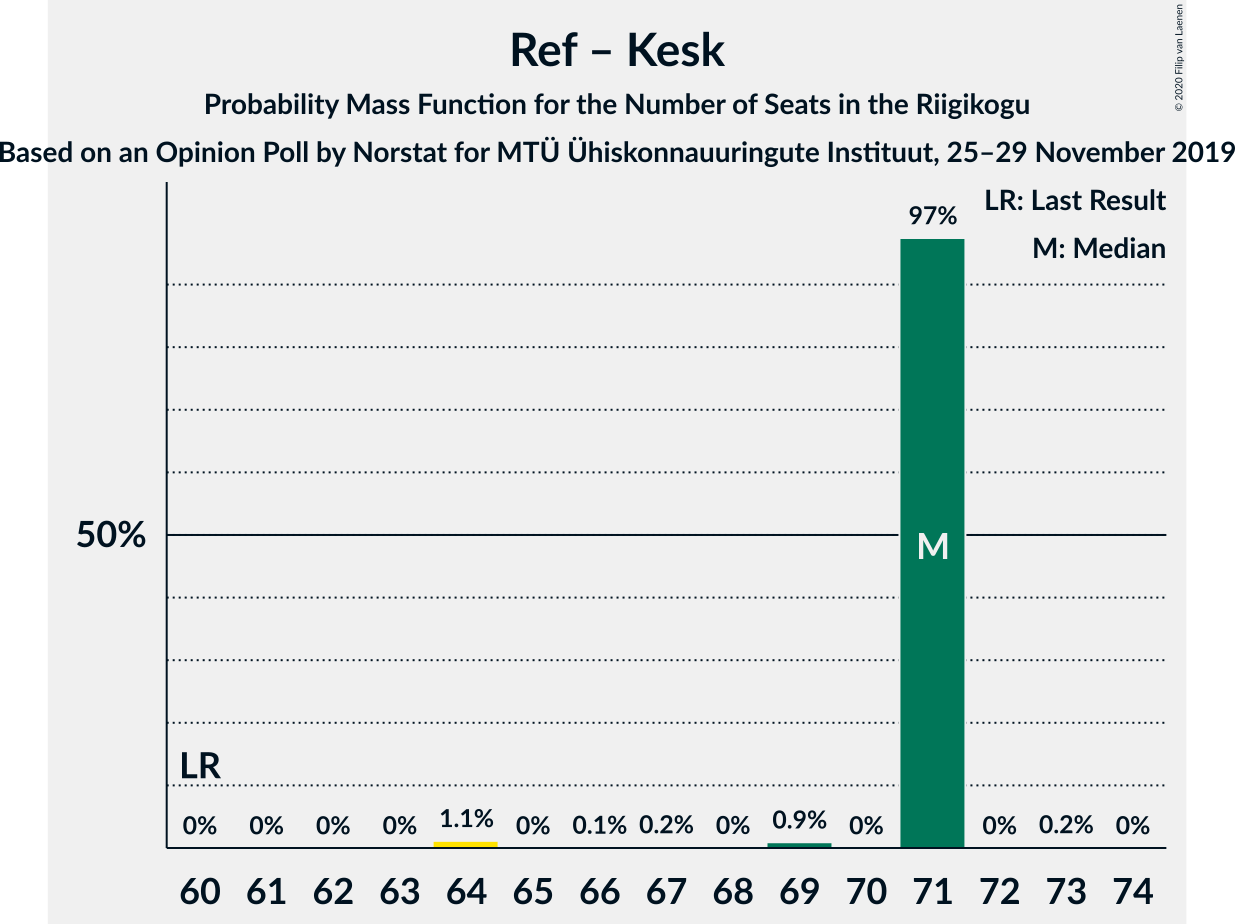 Ref – Kesk
Probability Mass Function for the Number of Seats in the Riigikogu
Based on an Opinion Poll by Norstat for MTÜ Ühiskonnauuringute Instituut, 25–29 November 2019
© 2020 Filip van Laenen
LR: Last Result
M: Median
97%
50%
M
LR
0% 0% 0% 0% 1.1% 0% 0.1% 0.2% 0% 0.9% 0% 0% 0.2% 0%
60 61 62 63 64 65 66 67 68 69 70 71 72 73 74